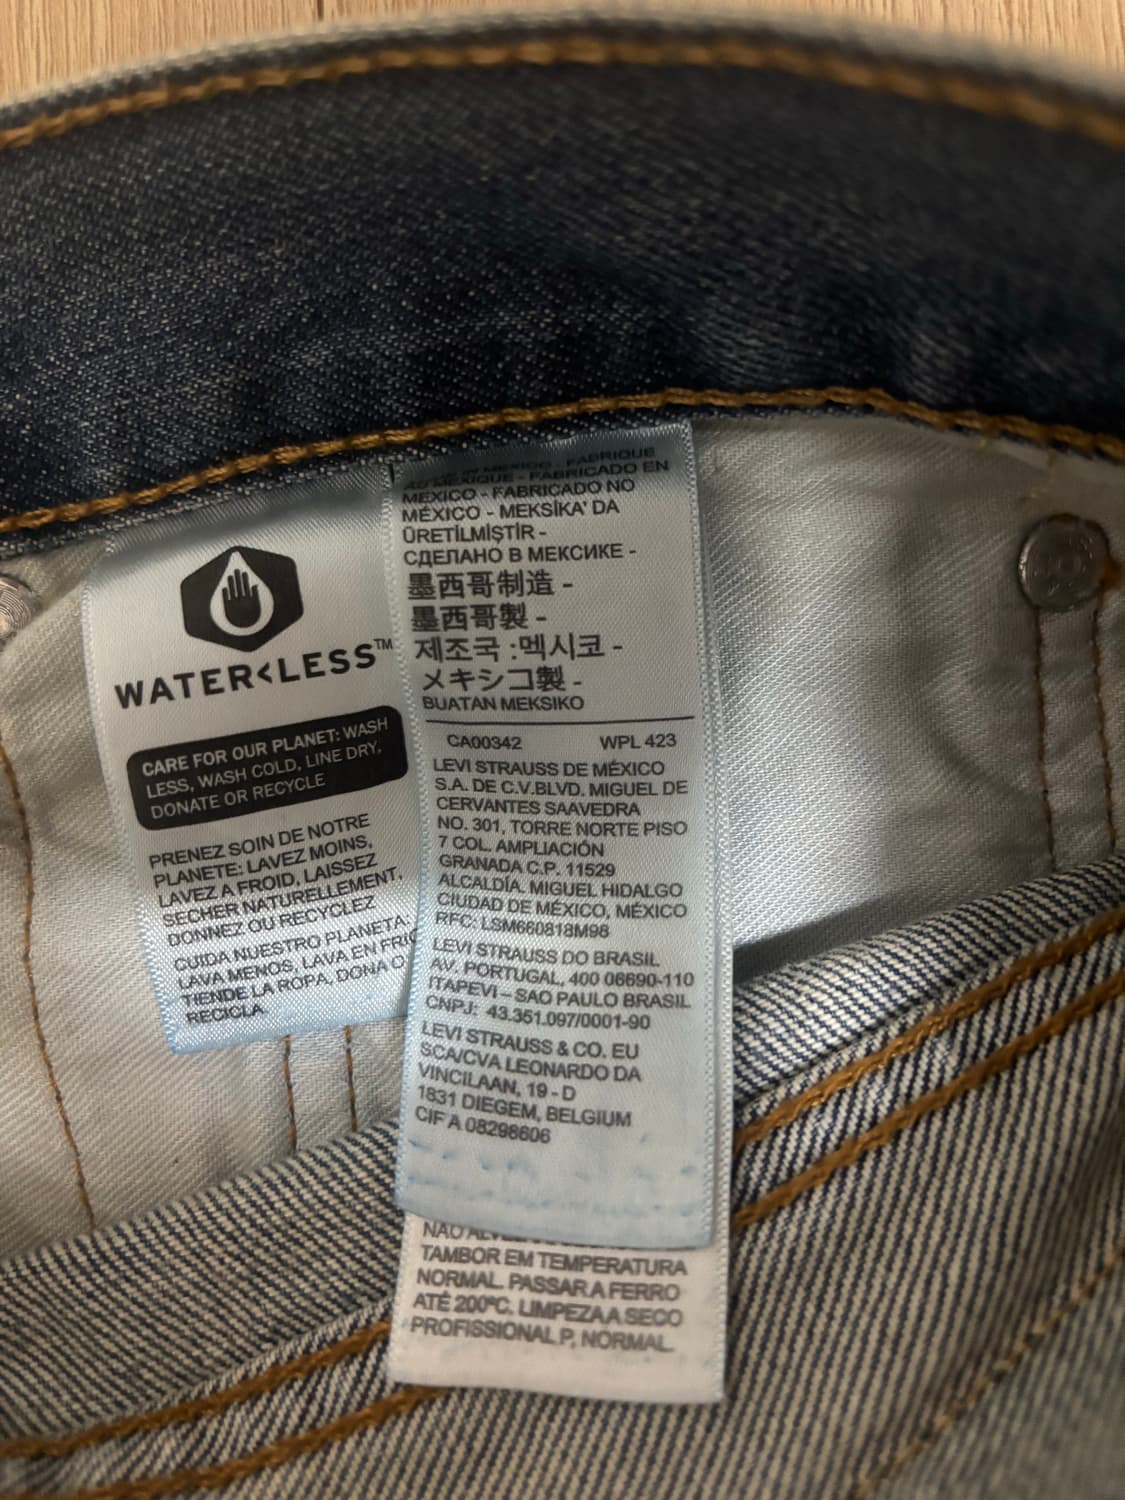 WATER<LESS™
CARE FOR OUR PLANET: WASH
LESS, WASH COLD, LINE DRY,
DONATE OR RECYCLE
PRENEZ SOIN DE NOTRE
PLANETE: LAVEZ MOINS,
LAVEZ A FROID, LAISSEZ
SECHER NATURELLEMENT,
DONNEZ OU RECYCLEZ
CUIDA NUESTRO PLANETA:
LAVA MENOS, LAVA EN FRIO
TIENDE LA ROPA, DONA O
RECICLA.
IN MEXICO - FABRIQUE
AU MEXIQUE - FABRICADO EN
MEXICO - FABRICADO NO
MÉXICO - MEKSİKA' DA
ÜRETİLMİŞTİR -
СДЕЛАНО В МЕКСИКЕ -
墨西哥制造 -
墨西哥製 -
제조국 :멕시코 -
メキシコ製 -
BUATAN MEKSIKO
CA00342 WPL 423
LEVI STRAUSS DE MÉXICO
S.A. DE C.V.BLVD. MIGUEL DE
CERVANTES SAAVEDRA
NO. 301, TORRE NORTE PISO
7 COL. AMPLIACIÓN
GRANADA C.P. 11529
ALCALDÍA. MIGUEL HIDALGO
CIUDAD DE MÉXICO, MÉXICO
RFC: LSM660818M98
LEVI STRAUSS DO BRASIL
AV. PORTUGAL, 400 06690-110
ITAPEVI – SAO PAULO BRASIL
CNPJ: 43.351.097/0001-90
LEVI STRAUSS & CO. EU
SCA/CVA LEONARDO DA
VINCILAAN, 19 - D
1831 DIEGEM, BELGIUM
CIF A 08298606
NÃO
TAMBOR EM TEMPERATURA
NORMAL. PASSAR A FERRO
ATÉ 200ºC. LIMPEZA A SECO
PROFISSIONAL P, NORMAL.